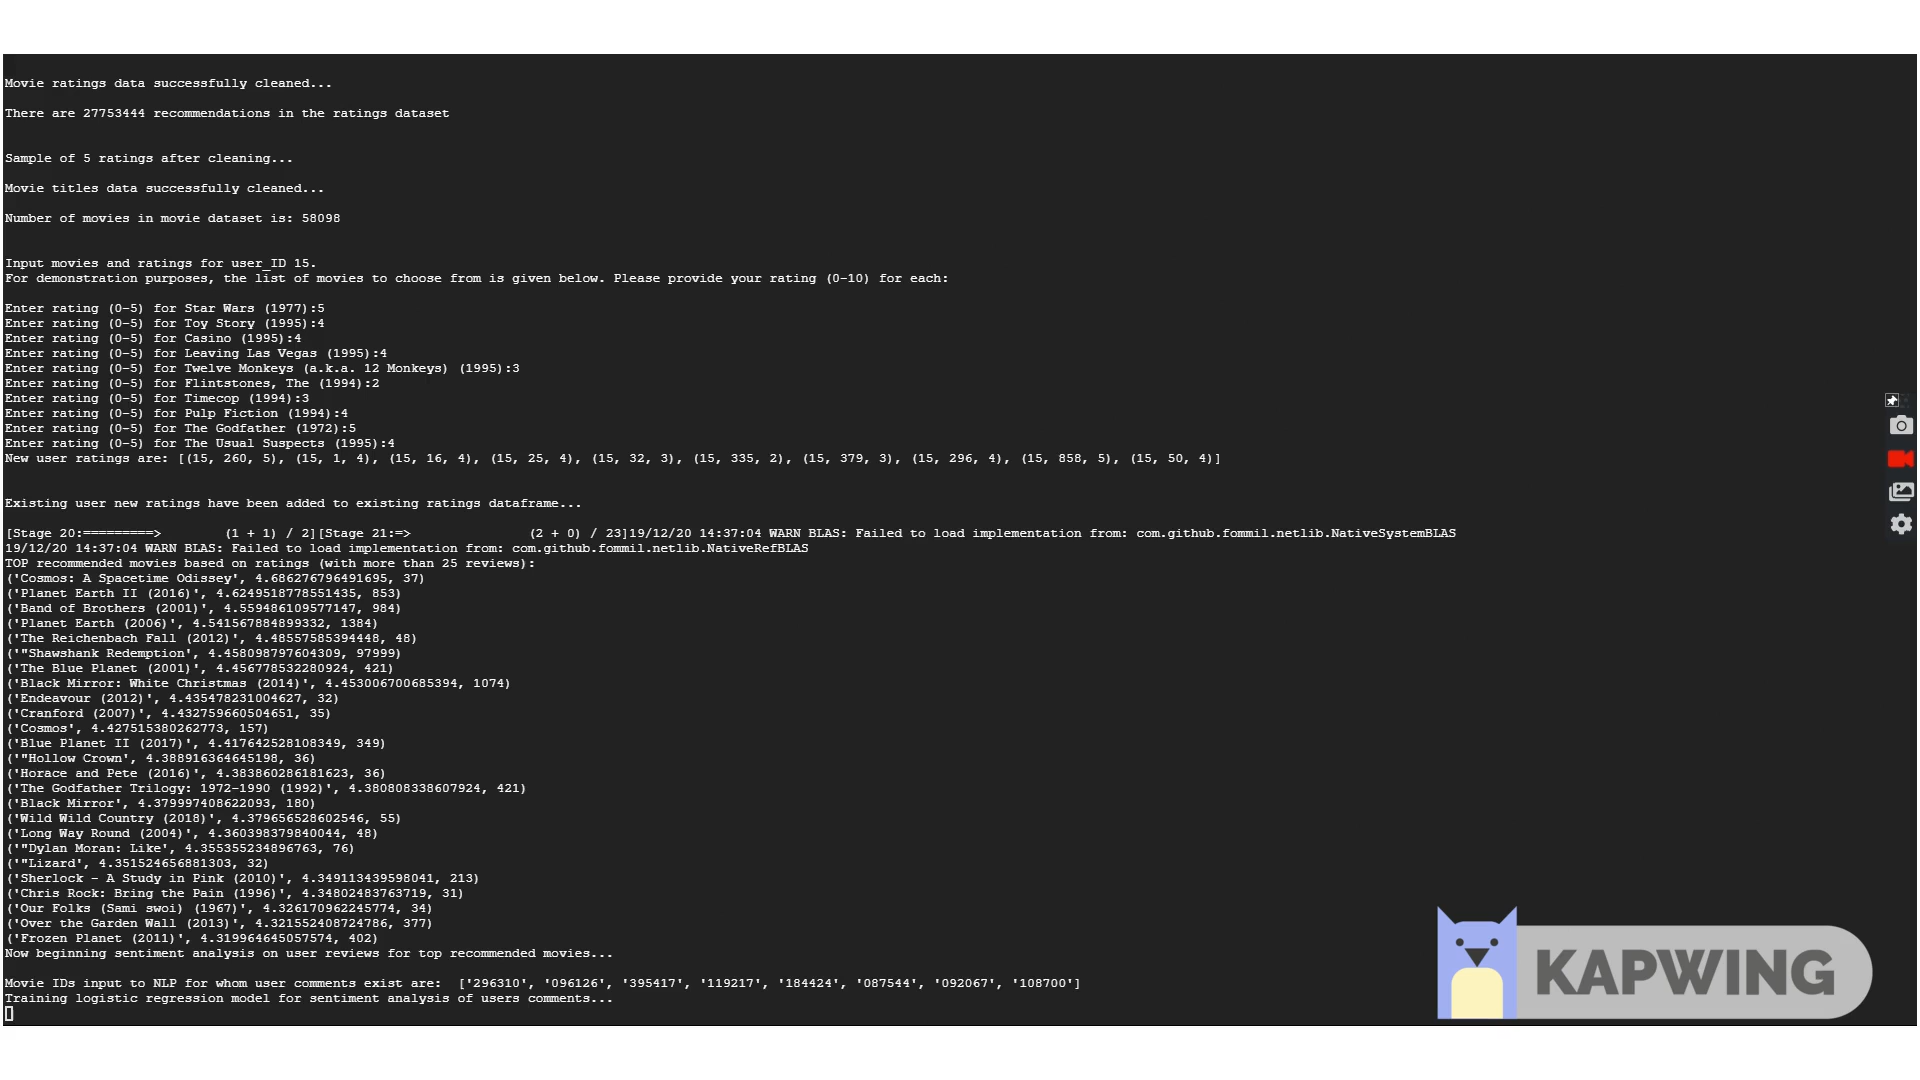 Movie ratings data successfully cleaned...
There are 27753444 recommendations in the ratings dataset
Sample of 5 ratings after cleaning...
Movie titles data successfully cleaned...
Number of movies in movie dataset is: 58098
Input movies and ratings for user_ID 15.
For demonstration purposes, the list of movies to choose from is given below. Please provide your rating (0-10) for each:
Enter rating (0-5) for Star Wars (1977):5
Enter rating (0-5) for Toy Story (1995):4
Enter rating (0-5) for Casino (1995):4
Enter rating (0-5) for Leaving Las Vegas (1995):4
Enter rating (0-5) for Twelve Monkeys (a.k.a. 12 Monkeys) (1995):3
Enter rating (0-5) for Flintstones, The (1994):2
Enter rating (0-5) for Timecop (1994):3
Enter rating (0-5) for Pulp Fiction (1994):4
Enter rating (0-5) for The Godfather (1972):5
Enter rating (0-5) for The Usual Suspects (1995):4
New user ratings are: [(15, 260, 5), (15, 1, 4), (15, 16, 4), (15, 25, 4), (15, 32, 3), (15, 335, 2), (15, 379, 3), (15, 296, 4), (15, 858, 5), (15, 50, 4)]
Existing user new ratings have been added to existing ratings dataframe...
[Stage 20:=========>        (1 + 1) / 2][Stage 21:=>               (2 + 0) / 23]19/12/20 14:37:04 WARN BLAS: Failed to load implementation from: com.github.fommil.netlib.NativeSystemBLAS
19/12/20 14:37:04 WARN BLAS: Failed to load implementation from: com.github.fommil.netlib.NativeRefBLAS
TOP recommended movies based on ratings (with more than 25 reviews):
('Cosmos: A Spacetime Odissey', 4.686276796491695, 37)
('Planet Earth II (2016)', 4.6249518778551435, 853)
('Band of Brothers (2001)', 4.559486109577147, 984)
('Planet Earth (2006)', 4.541567884899332, 1384)
('The Reichenbach Fall (2012)', 4.48557585394448, 48)
('"Shawshank Redemption', 4.458098797604309, 97999)
('The Blue Planet (2001)', 4.456778532280924, 421)
('Black Mirror: White Christmas (2014)', 4.453006700685394, 1074)
('Endeavour (2012)', 4.435478231004627, 32)
('Cranford (2007)', 4.432759660504651, 35)
('Cosmos', 4.427515380262773, 157)
('Blue Planet II (2017)', 4.417642528108349, 349)
('"Hollow Crown', 4.388916364645198, 36)
('Horace and Pete (2016)', 4.383860286181623, 36)
('The Godfather Trilogy: 1972-1990 (1992)', 4.380808338607924, 421)
('Black Mirror', 4.379997408622093, 180)
('Wild Wild Country (2018)', 4.379656528602546, 55)
('Long Way Round (2004)', 4.360398379840044, 48)
('"Dylan Moran: Like', 4.355355234896763, 76)
('"Lizard', 4.351524656881303, 32)
('Sherlock - A Study in Pink (2010)', 4.349113439598041, 213)
('Chris Rock: Bring the Pain (1996)', 4.34802483763719, 31)
('Our Folks (Sami swoi) (1967)', 4.326170962245774, 34)
('Over the Garden Wall (2013)', 4.321552408724786, 377)
('Frozen Planet (2011)', 4.319964645057574, 402)
Now beginning sentiment analysis on user reviews for top recommended movies...
Movie IDs input to NLP for whom user comments exist are:  ['296310', '096126', '395417', '119217', '184424', '087544', '092067', '108700']
Training logistic regression model for sentiment analysis of users comments...
KAPWING